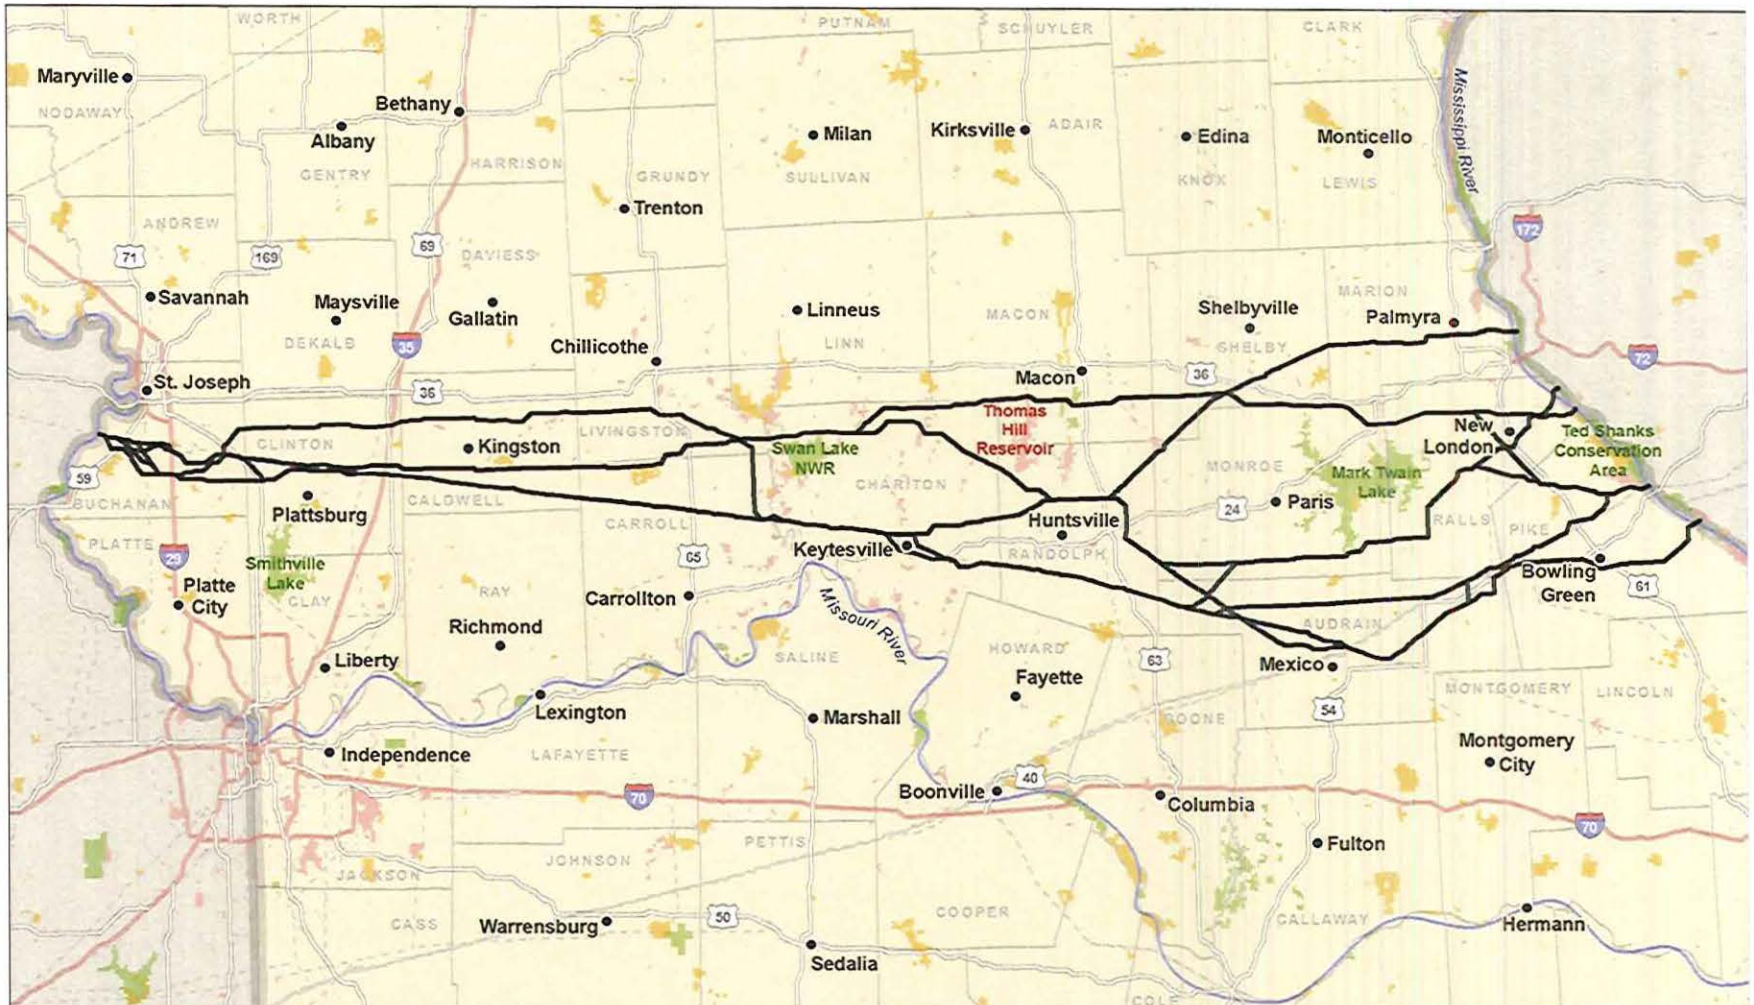 WORTH
PUTNAM
SCHUYLER
CLARK
Maryville
NODAWAY
Bethany
Albany
GENTRY
HARRISON
GRUNDY
Milan
SULLIVAN
Kirksville
ADAIR
Edina
KNOX
Monticello
LEWIS
Mississippi River
Trenton
ANDREW
71
169
69
DAVIESS
172
Savannah
Maysville
Gallatin
DEKALB
35
Linneus
LINN
MACON
Shelbyville
SHELBY
MARION
Palmyra
72
Chillicothe
St. Joseph
36
Macon
36
Thomas
Hill
Reservoir
CLINTON
Kingston
LIVINGSTON
Swan Lake
NWR
CHARITON
MONROE
New
London
Ted Shanks
Conservation
Area
Mark Twain
Lake
59
BUCHANAN
Plattsburg
CALDWELL
CARROLL
Huntsville
RANDOLPH
24
Paris
RALLS
PIKE
PLATTE
29
Smithville
Lake
65
Keytesville
Bowling
Green
61
Platte
City
CLAY
RAY
Carrollton
Missouri River
AUDRAIN
Richmond
SALINE
HOWARD
63
Mexico
Liberty
Fayette
MONTGOMERY
LINCOLN
Lexington
Marshall
BOONE
54
Independence
LAFAYETTE
Montgomery
City
70
Boonville
40
Columbia
70
PETTIS
Fulton
JOHNSON
JACKSON
CASS
Warrensburg
50
COOPER
CALLAWAY
Hermann
Sedalia
COLE